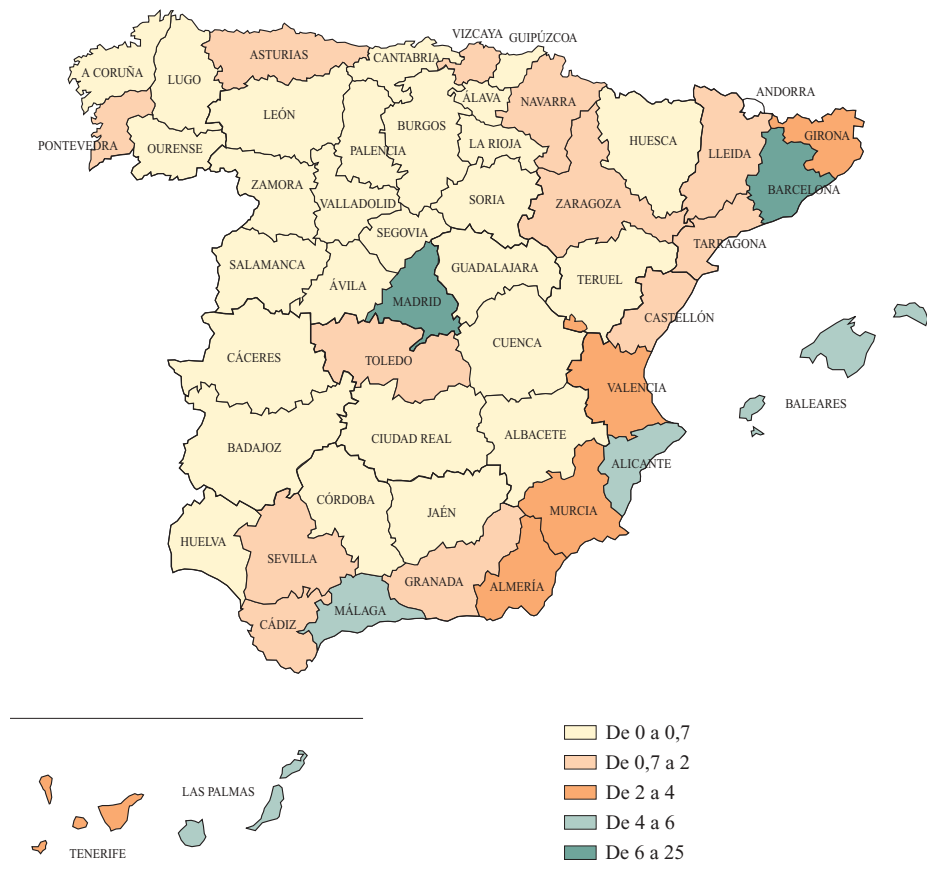 VIZCAYA
GUIPÚZCOA
ASTURIAS
CANTABRIA
A CORUÑA
LUGO
ANDORRA
ÁLAVA
NAVARRA
LEÓN
BURGOS
GIRONA
PONTEVEDRA
OURENSE
PALENCIA
LA RIOJA
HUESCA
LLEIDA
ZAMORA
BARCELONA
VALLADOLID
SORIA
ZARAGOZA
SEGOVIA
TARRAGONA
SALAMANCA
GUADALAJARA
ÁVILA
TERUEL
MADRID
CASTELLÓN
CUENCA
CÁCERES
TOLEDO
VALENCIA
BALEARES
BADAJOZ
CIUDAD REAL
ALBACETE
ALICANTE
CÓRDOBA
JAÉN
MURCIA
HUELVA
SEVILLA
GRANADA
ALMERÍA
MÁLAGA
CÁDIZ
LAS PALMAS
TENERIFE
De 0 a 0,7
De 0,7 a 2
De 2 a 4
De 4 a 6
De 6 a 25